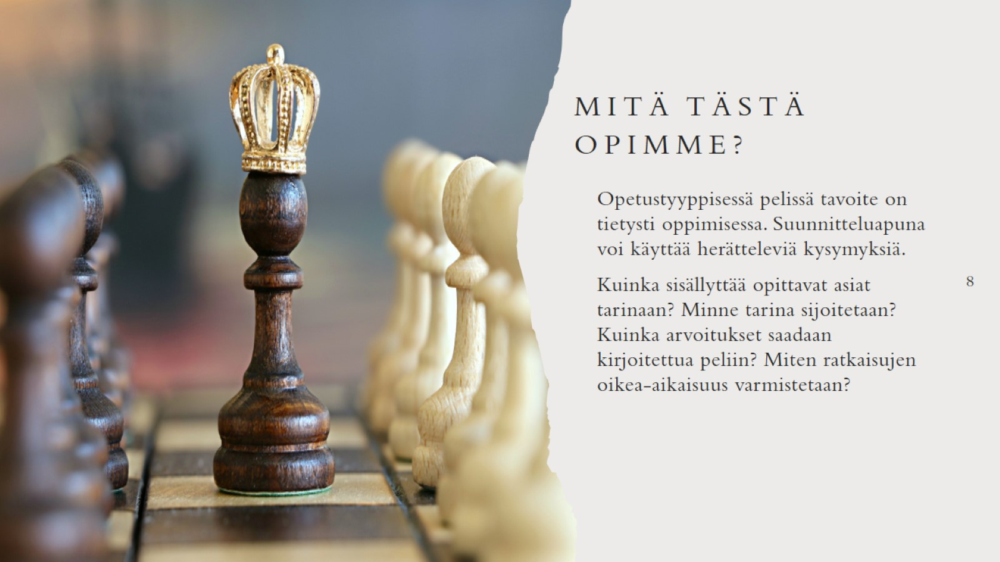 MITÄ TÄSTÄ
OPIMME?
Opetustyyppisessä pelissä tavoite on
tietysti oppimisessa. Suunnitteluapuna
voi käyttää herätteleviä kysymyksiä.
Kuinka sisällyttää opittavat asiat
tarinaan? Minne tarina sijoitetaan?
Kuinka arvoitukset saadaan
kirjoitettua peliin? Miten ratkaisujen
oikea-aikaisuus varmistetaan?
8